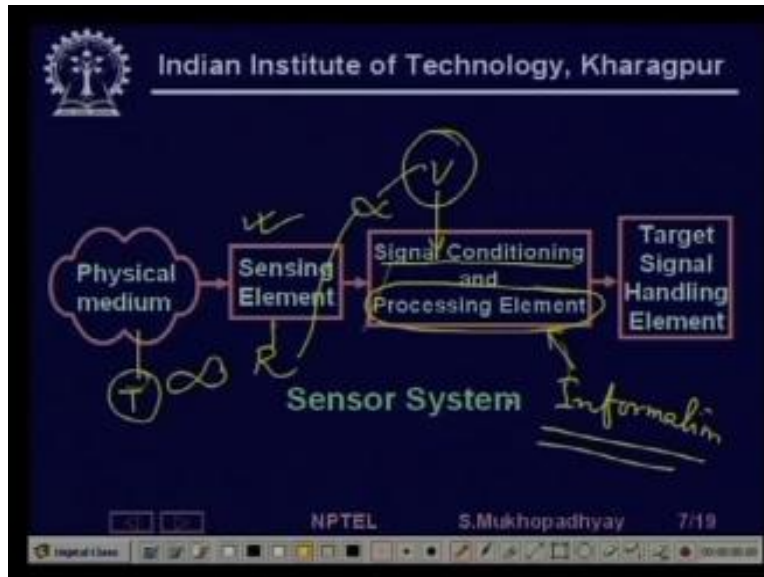 Indian Institute of Technology, Kharagpur
V
∝
Physical
medium
Sensing
Element
Signal Conditioning
and
Processing Element
Target
Signal
Handling
Element
T ∝ R
Sensor System
Information
NPTEL
S.Mukhopadhyay
7/19